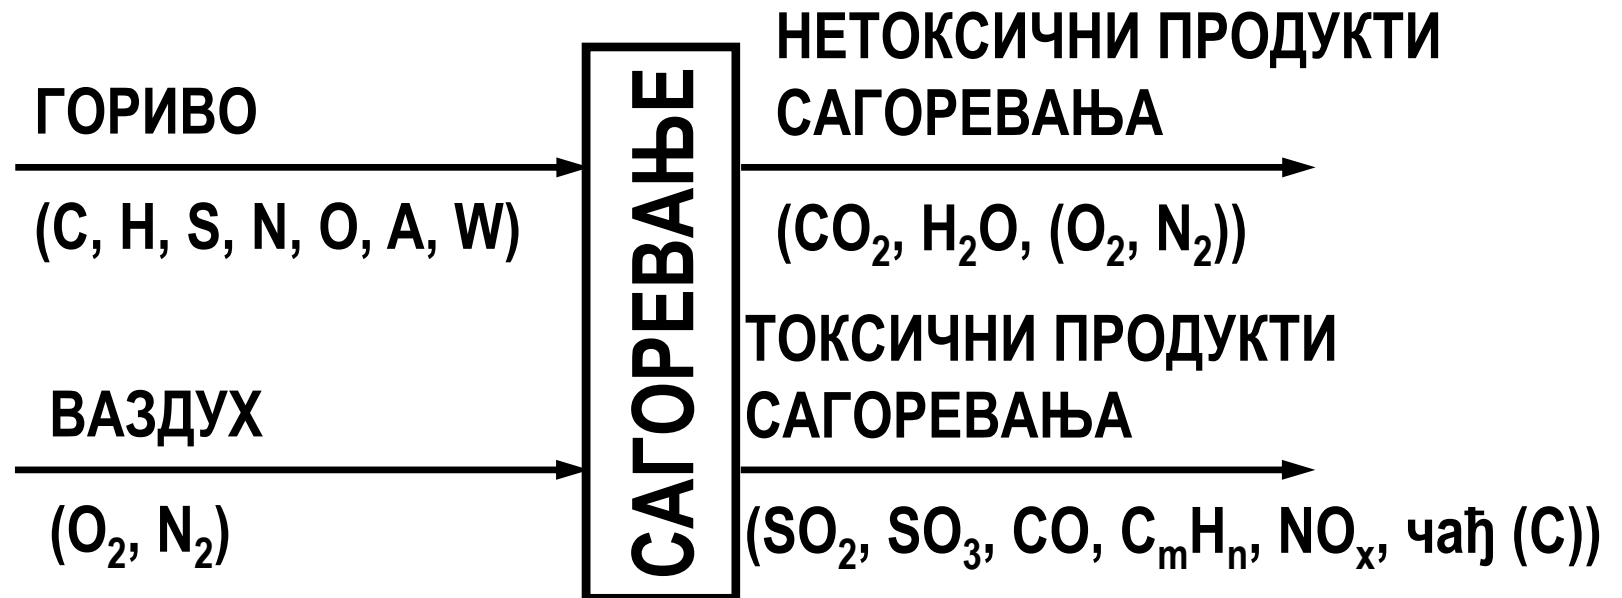 ГОРИВО
(C, H, S, N, O, A, W)
ВАЗДУХ
(O₂, N₂)
САГОРЕВАЊЕ
НЕТОКСИЧНИ ПРОДУКТИ
САГОРЕВАЊА
(CO₂, H₂O, (O₂, N₂))
ТОКСИЧНИ ПРОДУКТИ
САГОРЕВАЊА
(SO₂, SO₃, CO, CₘHₙ, NOₓ, чађ (C))